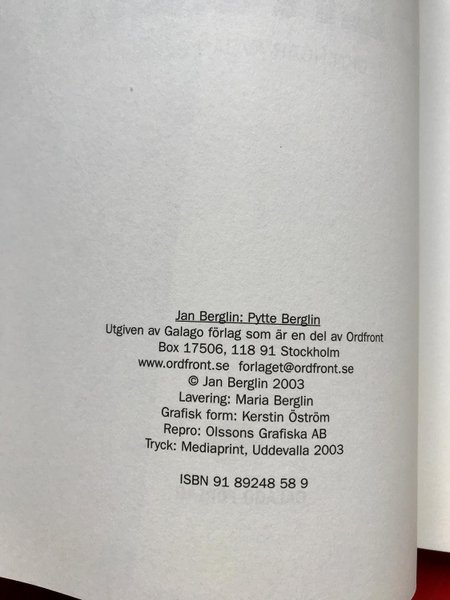 Jan Berglin: Pytte Berglin
Utgiven av Galago förlag som är en del av Ordfront
Box 17506, 118 91 Stockholm
www.ordfront.se forlaget@ordfront.se
© Jan Berglin 2003
Lavering: Maria Berglin
Grafisk form: Kerstin Öström
Repro: Olssons Grafiska AB
Tryck: Mediaprint, Uddevalla 2003
ISBN 91 89248 58 9